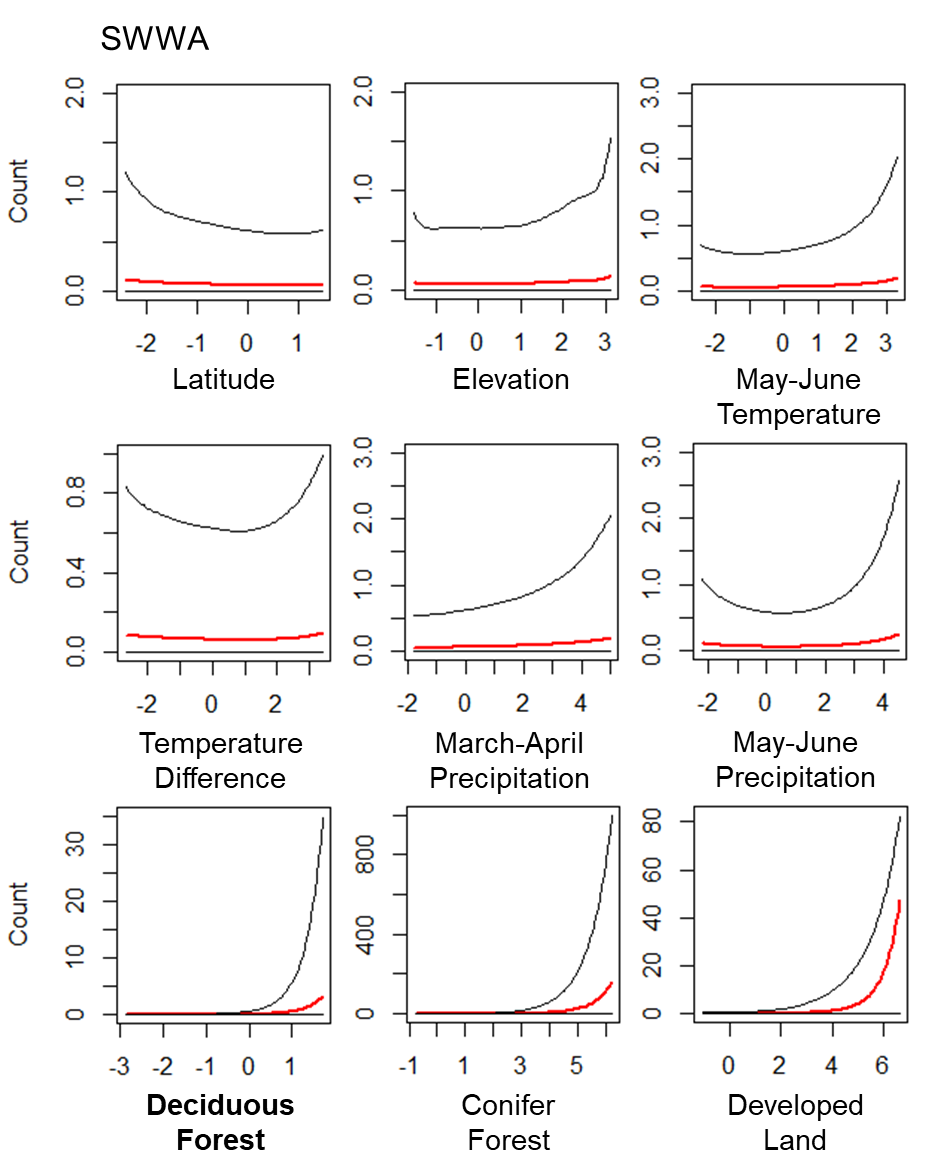 SWWA
Count
0.0 1.0 2.0
-2 -1 0 1
Latitude
0.0 1.0 2.0
-1 0 1 2 3
Elevation
0.0 1.0 2.0 3.0
-2 0 1 2 3
May-June
Temperature
Count
0.0 0.4 0.8
-2 0 2
Temperature
Difference
0.0 1.0 2.0 3.0
-2 0 2 4
March-April
Precipitation
0.0 1.0 2.0 3.0
-2 0 2 4
May-June
Precipitation
Count
0 10 20 30
-3 -2 -1 0 1
Deciduous
Forest
0 400 800
-1 1 3 5
Conifer
Forest
0 20 40 60 80
0 2 4 6
Developed
Land